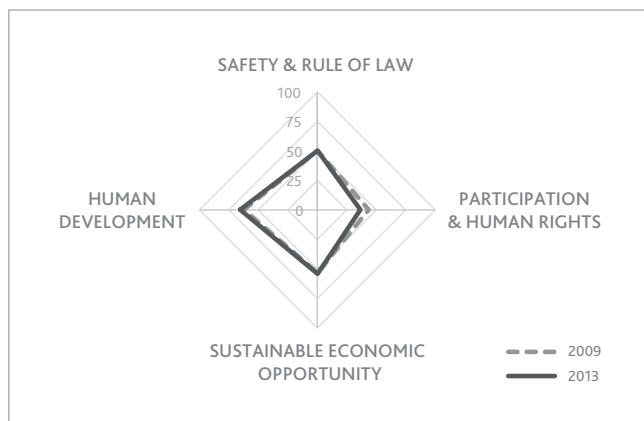 SAFETY & RULE OF LAW
100
75
50
25
0
HUMAN
DEVELOPMENT
PARTICIPATION
& HUMAN RIGHTS
SUSTAINABLE ECONOMIC
OPPORTUNITY
2009
2013